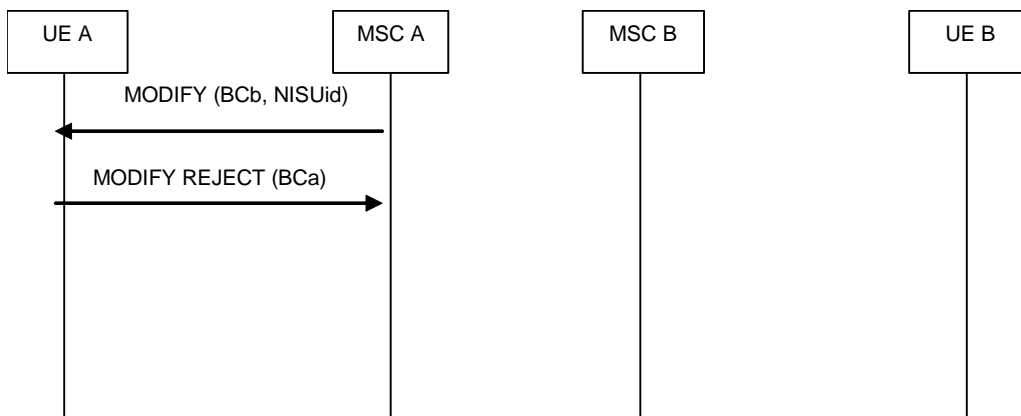 UE A
MSC A
MSC B
UE B
MODIFY (BCb, NISUid)
MODIFY REJECT (BCa)